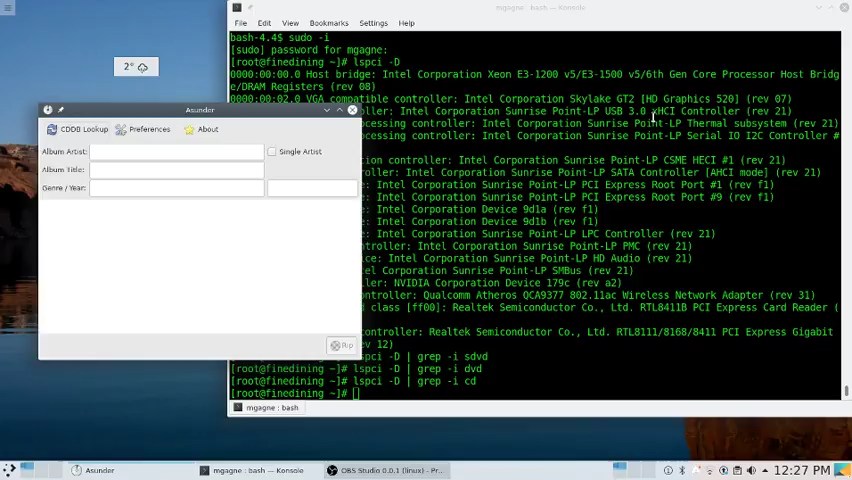 mgagne : bash — Konsole
File Edit View Bookmarks Settings Help
bash-4.4$ sudo -i
[sudo] password for mgagne:
[root@finedining ~]# lspci -D
0000:00:00.0 Host bridge: Intel Corporation Xeon E3-1200 v5/E3-1500 v5/6th Gen Core Processor Host Bridg
e/DRAM Registers (rev 08)
0000:00:02.0 VGA compatible controller: Intel Corporation Skylake GT2 [HD Graphics 520] (rev 07)
Intel Corporation Sunrise Point-LP USB 3.0 xHCI Controller (rev 21)
ocessing controller: Intel Corporation Sunrise Point-LP Thermal subsystem (rev 21)
ocessing controller: Intel Corporation Sunrise Point-LP Serial IO I2C Controller #
ion controller: Intel Corporation Sunrise Point-LP CSME HECI #1 (rev 21)
troller: Intel Corporation Sunrise Point-LP SATA Controller [AHCI mode] (rev 21)
: Intel Corporation Sunrise Point-LP PCI Express Root Port #1 (rev f1)
: Intel Corporation Sunrise Point-LP PCI Express Root Port #9 (rev f1)
e: Intel Corporation Device 9d1a (rev f1)
e: Intel Corporation Device 9d1b (rev f1)
: Intel Corporation Sunrise Point-LP LPC Controller (rev 21)
ntroller: Intel Corporation Sunrise Point-LP PMC (rev 21)
ce: Intel Corporation Sunrise Point-LP HD Audio (rev 21)
tel Corporation Sunrise Point-LP SMBus (rev 21)
ler: NVIDIA Corporation Device 179c (rev a2)
ontroller: Qualcomm Atheros QCA9377 802.11ac Wireless Network Adapter (rev 31)
d class [ff00]: Realtek Semiconductor Co., Ltd. RTL8411B PCI Express Card Reader (
controller: Realtek Semiconductor Co., Ltd. RTL8111/8168/8411 PCI Express Gigabit
ev 12)
[root@finedining ~]# lspci -D | grep -i sdvd
[root@finedining ~]# lspci -D | grep -i dvd
[root@finedining ~]# lspci -D | grep -i cd
[root@finedining ~]#
mgagne : bash
2°
Asunder
CDDB Lookup Preferences About
Album Artist: Single Artist
Album Title:
Genre / Year:
Rip
Asunder mgagne : bash — Konsole OBS Studio 0.0.1 (linux) - Pr... 12:27 PM